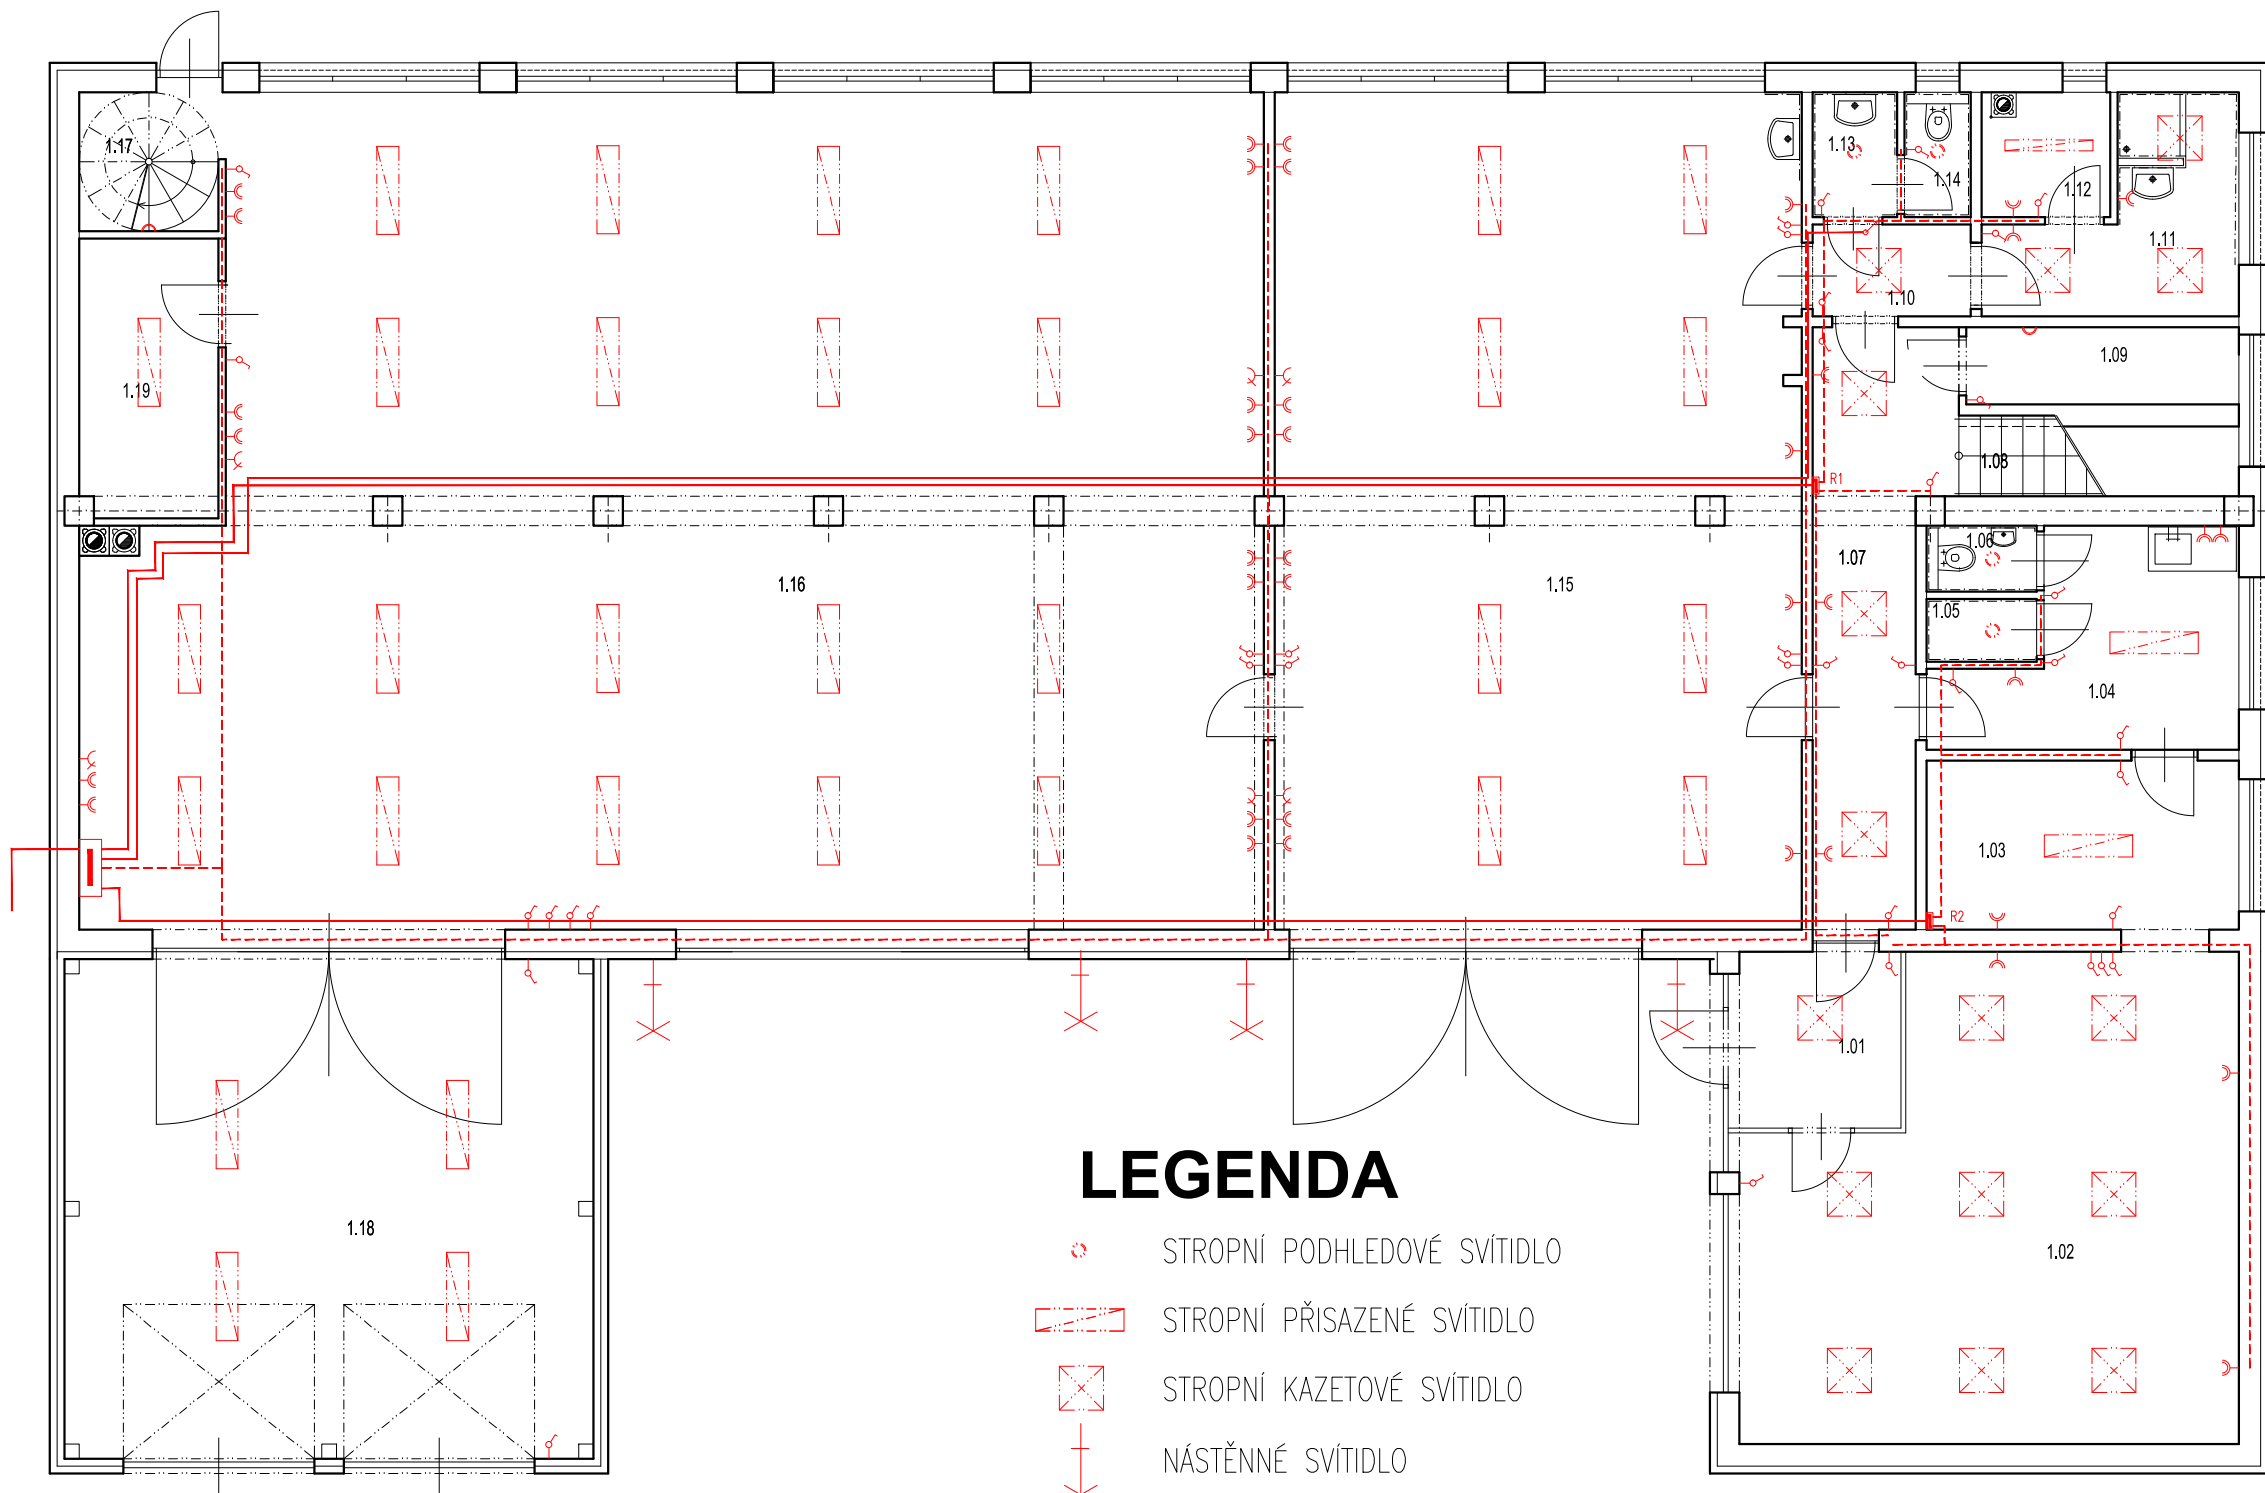 1.17
1.13
1.14
1.12
1.11
1.10
1.09
1.19
1.08
R1
1.06
1.07
1.16
1.15
1.05
1.04
1.03
R2
1.01
1.18
1.02
LEGENDA
STROPNÍ PODHLEDOVÉ SVÍTIDLO
STROPNÍ PŘISAZENÉ SVÍTIDLO
STROPNÍ KAZETOVÉ SVÍTIDLO
NÁSTĚNNÉ SVÍTIDLO